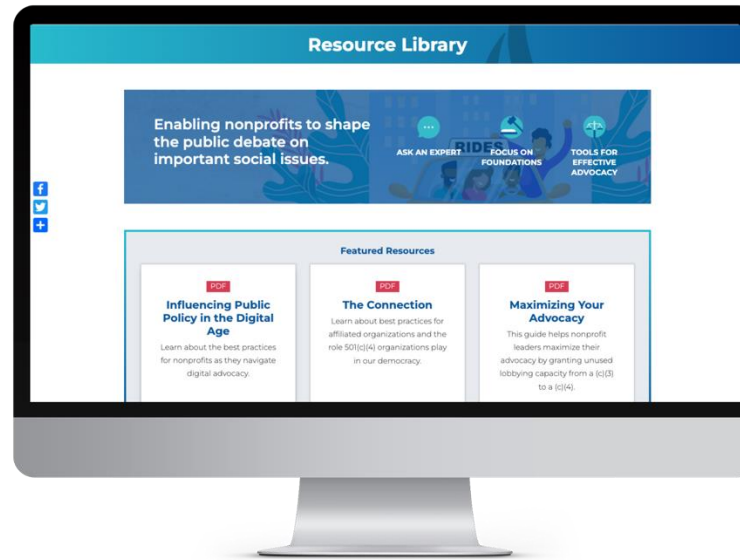 Resource Library
Enabling nonprofits to shape
the public debate on
important social issues.
ASK AN EXPERT
RIDES
FOCUS ON
FOUNDATIONS
TOOLS FOR
EFFECTIVE
ADVOCACY
Featured Resources
PDF
Influencing Public
Policy in the Digital
Age
Learn about the best practices
for nonprofits as they navigate
digital advocacy.
PDF
The Connection
Learn about best practices for
affiliated organizations and the
role 501(c)(4) organizations play
in our democracy.
PDF
Maximizing Your
Advocacy
This guide helps nonprofit
leaders maximize their
advocacy by granting unused
lobbying capacity from a (c)(3)
to a (c)(4).